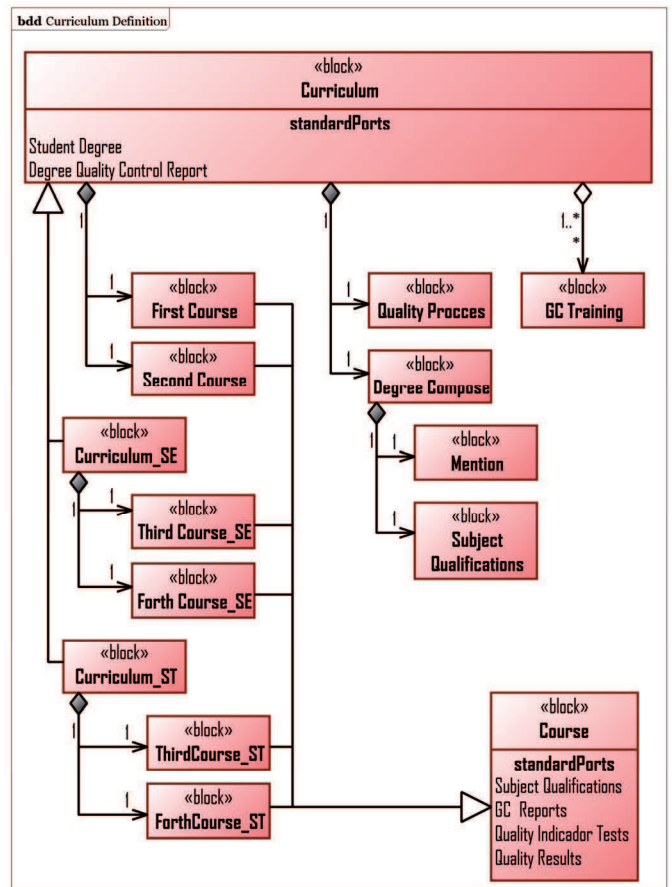 bdd Curriculum Definition
«block»
Curriculum
standardPorts
Student Degree
Degree Quality Control Report
1
1
1..*
*
1
«block»
First Course
1
«block»
Quality Procces
«block»
GC Training
1
«block»
Second Course
1
«block»
Degree Compose
«block»
Curriculum_SE
1
1
«block»
Mention
1
1
«block»
Third Course_SE
1
«block»
Subject
Qualifications
1
«block»
Forth Course_SE
«block»
Curriculum_ST
1
1
«block»
ThirdCourse_ST
1
«block»
ForthCourse_ST
«block»
Course
standardPorts
Subject Qualifications
GC Reports
Quality Indicador Tests
Quality Results